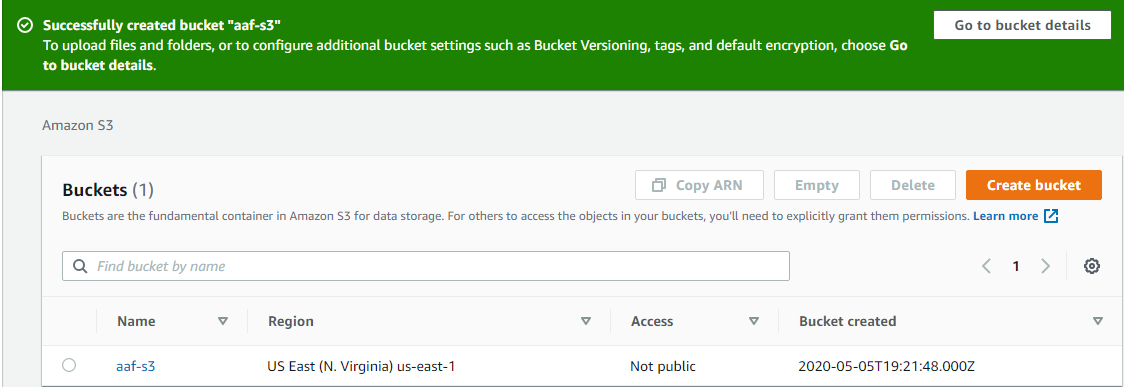 Successfully created bucket "aaf-s3"
Go to bucket details
To upload files and folders, or to configure additional bucket settings such as Bucket Versioning, tags, and default encryption, choose Go
to bucket details.
Amazon S3
Buckets (1)
Copy ARN
Empty
Delete
Create bucket
Buckets are the fundamental container in Amazon S3 for data storage. For others to access the objects in your buckets, you'll need to explicitly grant them permissions. Learn more
Find bucket by name
1
Name Region Access Bucket created
aaf-s3 US East (N. Virginia) us-east-1 Not public 2020-05-05T19:21:48.000Z